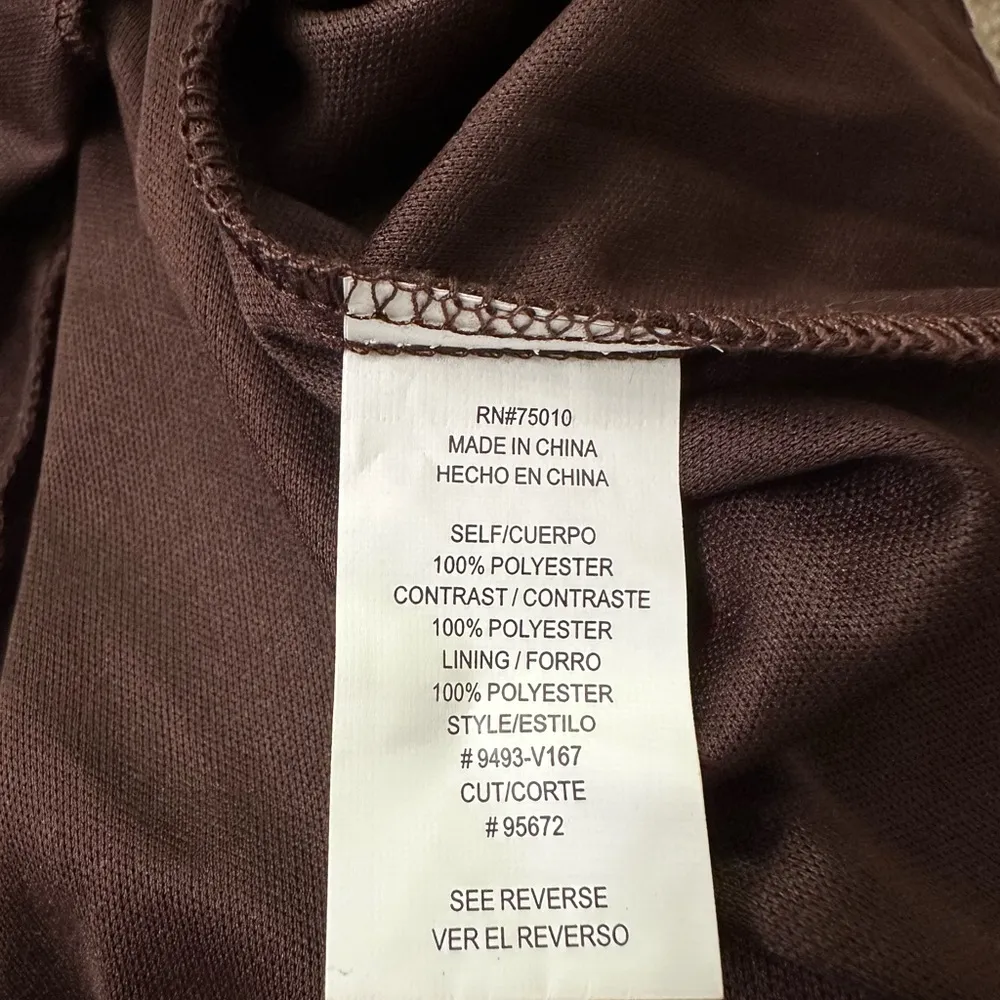 RN#75010
MADE IN CHINA
HECHO EN CHINA
SELF/CUERPO
100% POLYESTER
CONTRAST / CONTRASTE
100% POLYESTER
LINING / FORRO
100% POLYESTER
STYLE/ESTILO
# 9493-V167
CUT/CORTE
# 95672
SEE REVERSE
VER EL REVERSO